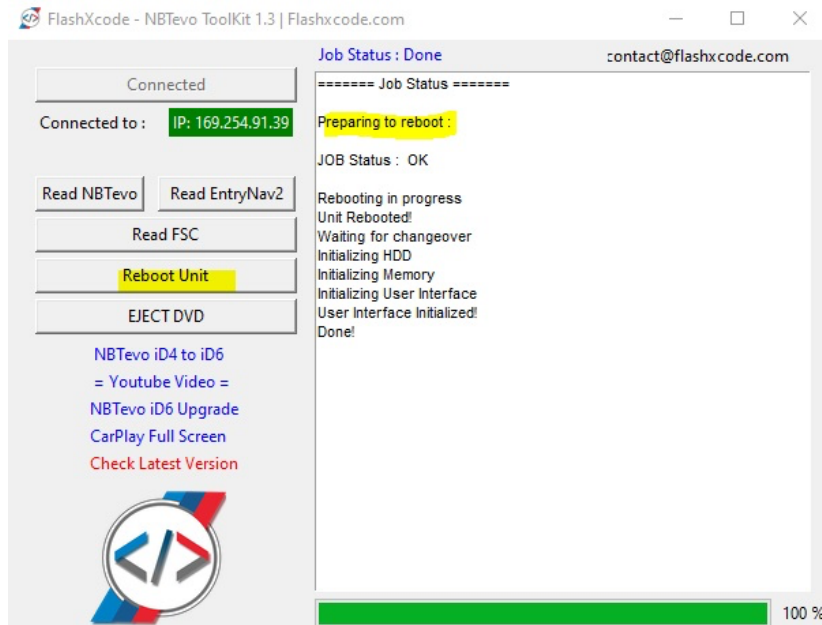 FlashXcode - NBTevo ToolKit 1.3 | Flashxcode.com
Job Status : Done
contact@flashxcode.com
Connected
Connected to :
IP: 169.254.91.39
Read NBTevo
Read EntryNav2
Read FSC
Reboot Unit
EJECT DVD
NBTevo iD4 to iD6
= Youtube Video =
NBTevo iD6 Upgrade
CarPlay Full Screen
Check Latest Version
======= Job Status =======
Preparing to reboot :
JOB Status :  OK
Rebooting in progress
Unit Rebooted!
Waiting for changeover
Initializing HDD
Initializing Memory
Initializing User Interface
User Interface Initialized!
Done!
</>
100 %